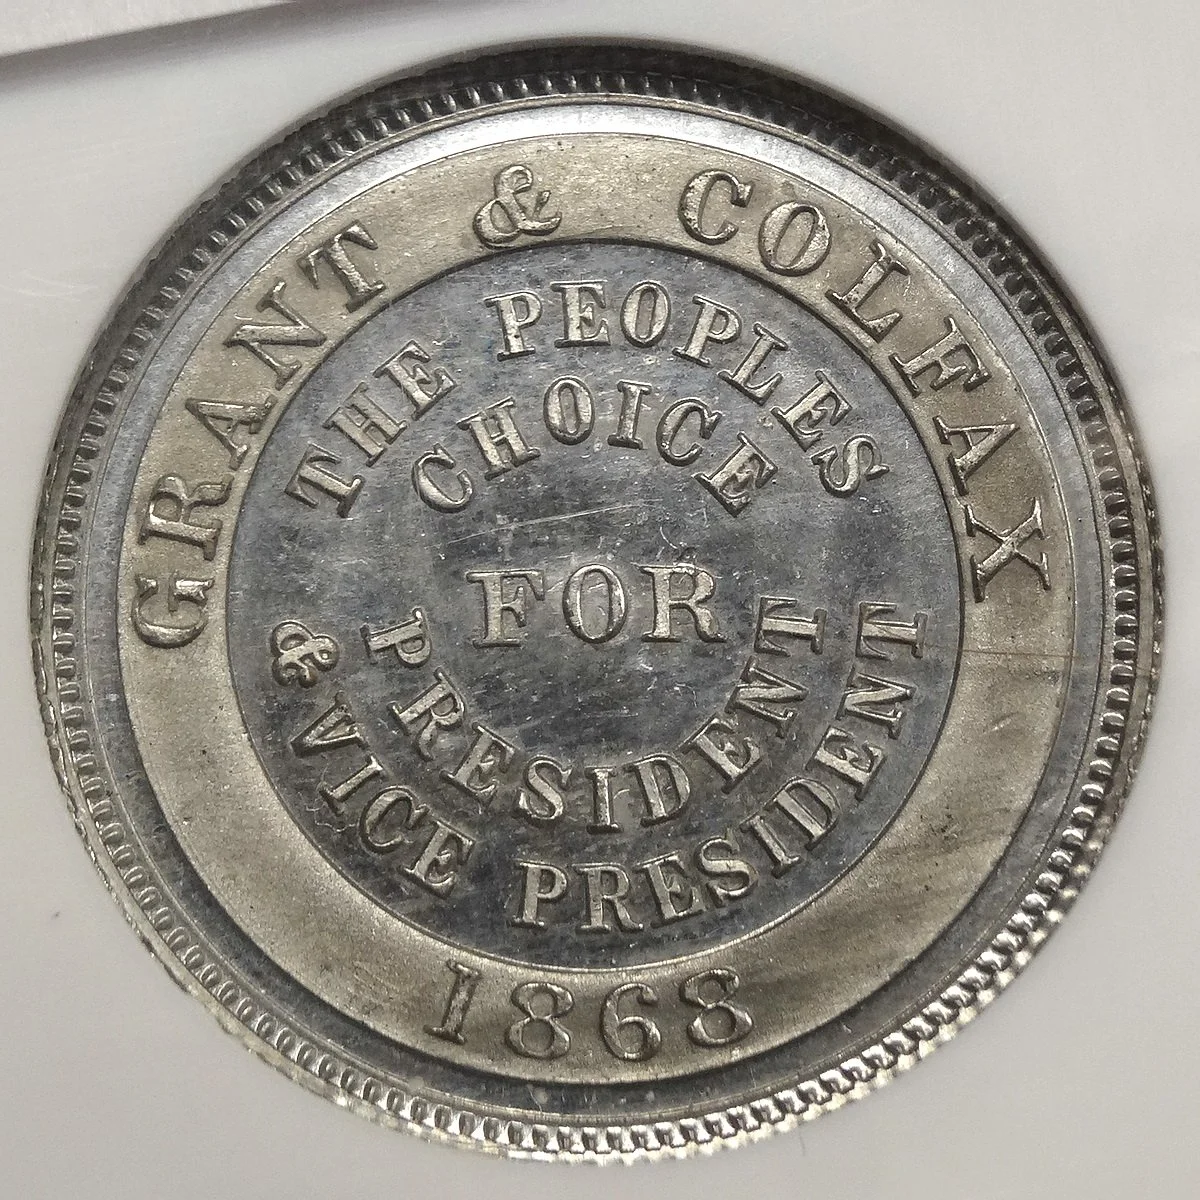 GRANT & COLFAX
THE PEOPLES
CHOICE
FOR
PRESIDENT
& VICE PRESIDENT
1868